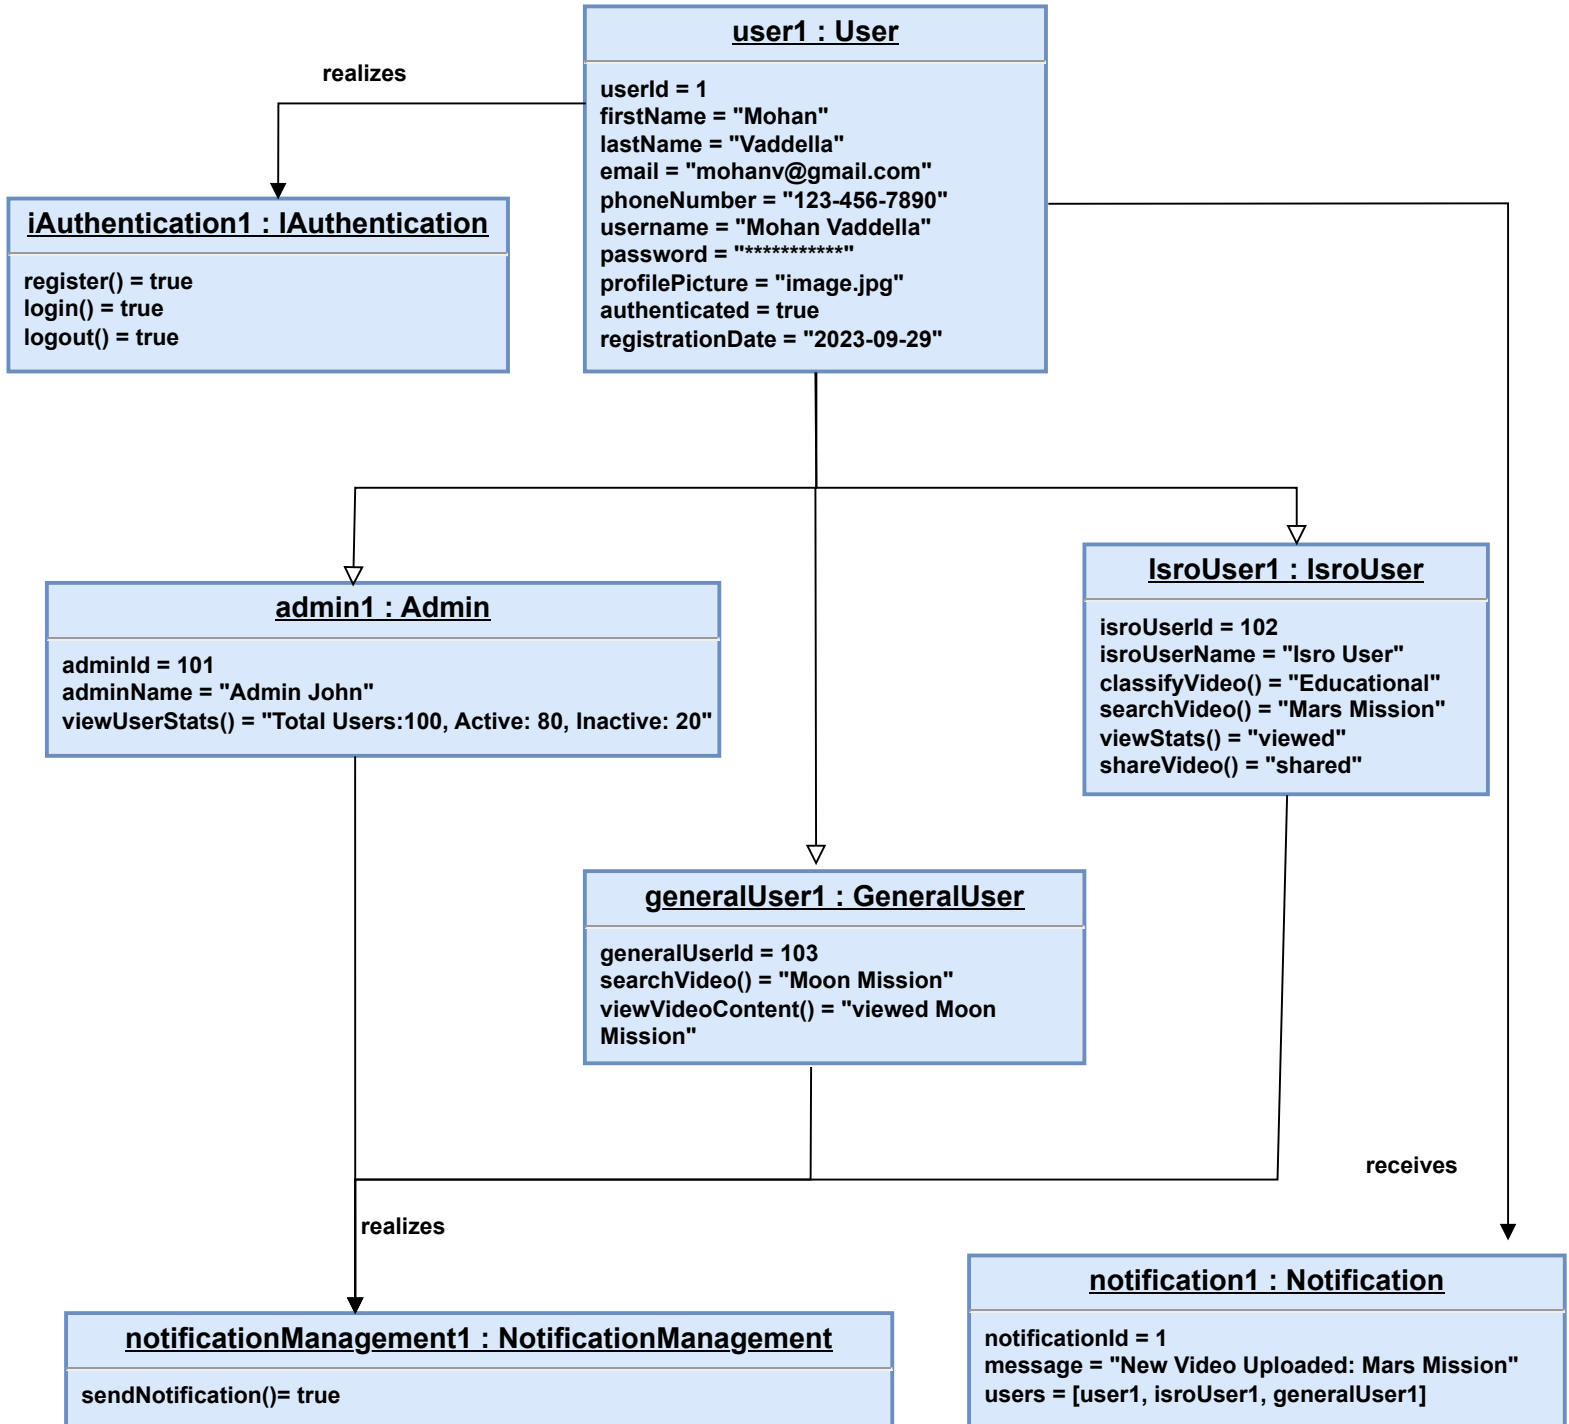 user1 : User
realizes
userId = 1
firstName = "Mohan"
lastName = "Vaddella"
email = "mohanv@gmail.com"
phoneNumber = "123-456-7890"
username = "Mohan Vaddella"
password = "***********"
profilePicture = "image.jpg"
authenticated = true
registrationDate = "2023-09-29"
iAuthentication1 : IAuthentication
register() = true
login() = true
logout() = true
IsroUser1 : IsroUser
isroUserId = 102
isroUserName = "Isro User"
classifyVideo() = "Educational"
searchVideo() = "Mars Mission"
viewStats() = "viewed"
shareVideo() = "shared"
admin1 : Admin
adminId = 101
adminName = "Admin John"
viewUserStats() = "Total Users:100, Active: 80, Inactive: 20"
generalUser1 : GeneralUser
generalUserId = 103
searchVideo() = "Moon Mission"
viewVideoContent() = "viewed Moon
Mission"
receives
realizes
notification1 : Notification
notificationId = 1
message = "New Video Uploaded: Mars Mission"
users = [user1, isroUser1, generalUser1]
notificationManagement1 : NotificationManagement
sendNotification()= true